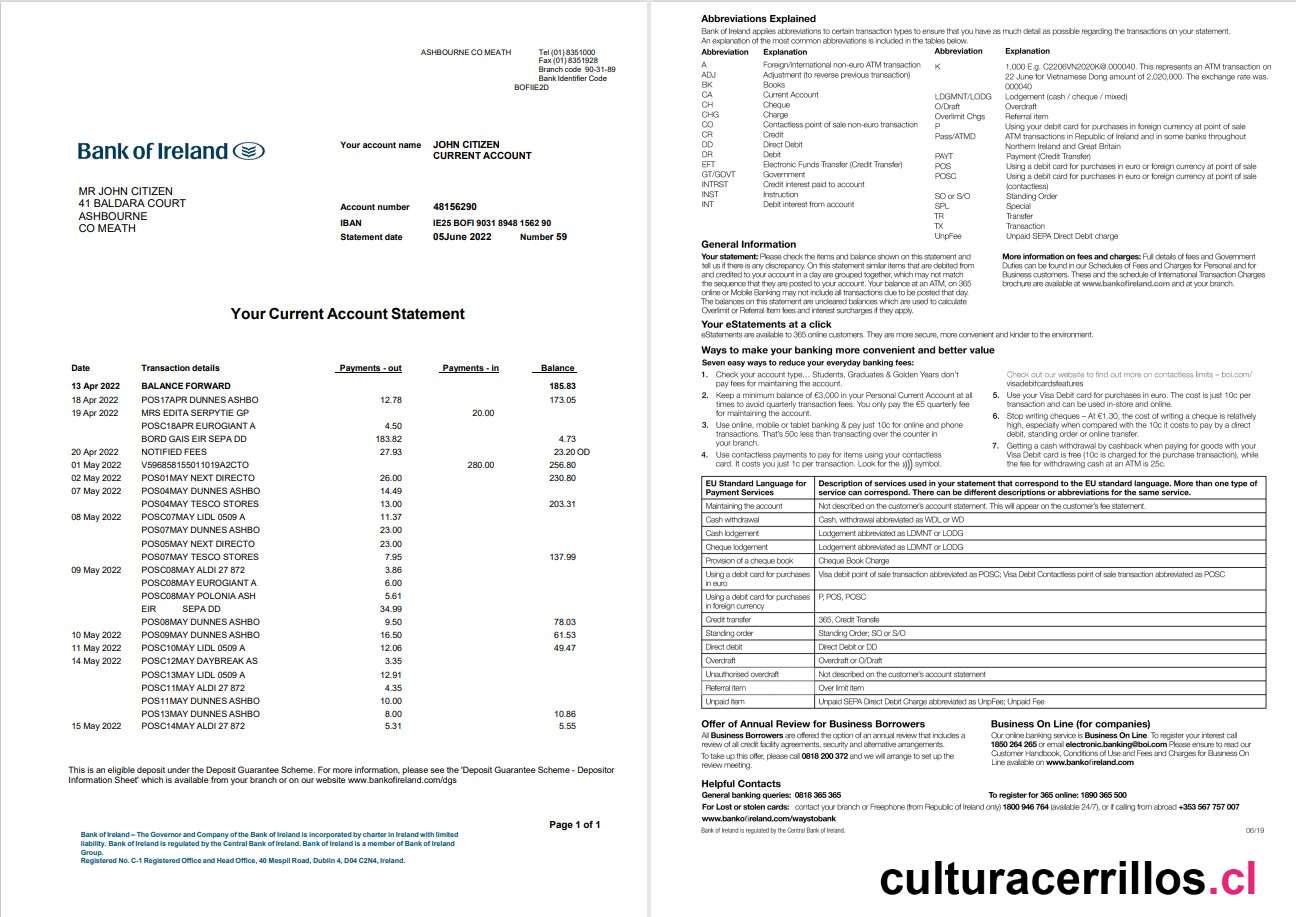 ASHBOURNE CO MEATH Tel (01) 8351000
Fax (01) 8351928
Branch code 90-31-89
Bank Identifier Code
BOFIIE2D
Bank of Ireland
Your account name JOHN CITIZEN
CURRENT ACCOUNT
MR JOHN CITIZEN
41 BALDARA COURT
ASHBOURNE
CO MEATH
Account number 48156290
IBAN IE25 BOFI 9031 8948 1562 90
Statement date 05June 2022 Number 59
Your Current Account Statement
Date Transaction details Payments - out Payments - in Balance
13 Apr 2022 BALANCE FORWARD 185.83
18 Apr 2022 POS17APR DUNNES ASHBO 12.78 173.05
19 Apr 2022 MRS EDITA SERPYTIE GP 20.00
POSC18APR EUROGIANT A 4.50
BORD GAIS EIR SEPA DD 183.82 4.73
20 Apr 2022 NOTIFIED FEES 27.93 23.20 OD
01 May 2022 V596858155011019A2CTO 280.00 256.80
02 May 2022 POS01MAY NEXT DIRECTO 26.00 230.80
07 May 2022 POS04MAY DUNNES ASHBO 14.49
POS04MAY TESCO STORES 13.00 203.31
08 May 2022 POSC07MAY LIDL 0509 A 11.37
POS07MAY DUNNES ASHBO 23.00
POS05MAY NEXT DIRECTO 23.00
POS07MAY TESCO STORES 7.95 137.99
09 May 2022 POSC08MAY ALDI 27 872 3.86
POSC08MAY EUROGIANT A 6.00
POSC08MAY POLONIA ASH 5.61
EIR SEPA DD 34.99
POS08MAY DUNNES ASHBO 9.50 78.03
10 May 2022 POS09MAY DUNNES ASHBO 16.50 61.53
11 May 2022 POSC10MAY LIDL 0509 A 12.06 49.47
14 May 2022 POSC12MAY DAYBREAK AS 3.35
POSC13MAY LIDL 0509 A 12.91
POSC11MAY ALDI 27 872 4.35
POS11MAY DUNNES ASHBO 10.00
POS13MAY DUNNES ASHBO 8.00 10.86
15 May 2022 POSC14MAY ALDI 27 872 5.31 5.55
This is an eligible deposit under the Deposit Guarantee Scheme. For more information, please see the 'Deposit Guarantee Scheme - Depositor
Information Sheet' which is available from your branch or on our website www.bankofireland.com/dgs
Page 1 of 1
Bank of Ireland – The Governor and Company of the Bank of Ireland is incorporated by charter in Ireland with limited
liability. Bank of Ireland is regulated by the Central Bank of Ireland. Bank of Ireland is a member of Bank of Ireland
Group.
Registered No. C-1 Registered Office and Head Office, 40 Mespil Road, Dublin 4, D04 C2N4, Ireland.
Abbreviations Explained
Bank of Ireland applies abbreviations to certain transaction types to ensure that you have as much detail as possible regarding the transactions on your statement.
An explanation of the most common abbreviations is included in the tables below.
Abbreviation Explanation
A Foreign/International non-euro ATM transaction
ADJ Adjustment (to reverse previous transaction)
BK Books
CA Current Account
CH Cheque
CHG Charge
CO Contactless point of sale non-euro transaction
CR Credit
DD Direct Debit
DR Debit
EFT Electronic Funds Transfer (Credit Transfer)
GT/GOVT Government
INTRST Credit interest paid to account
INST Instruction
INT Debit interest from account
Abbreviation Explanation
K 1,000 E.g. C2206VN2020K@.000040. This represents an ATM transaction on
22 June for Vietnamese Dong amount of 2,020,000. The exchange rate was.
000040
LDGMNT/LODG Lodgement (cash / cheque / mixed)
O/Draft Overdraft
Overlimit Chgs Referral item
P Using your debit card for purchases in foreign currency at point of sale
Pass/ATMD ATM transactions in Republic of Ireland and in some banks throughout
Northern Ireland and Great Britain
PAYT Payment (Credit Transfer)
POS Using a debit card for purchases in euro or foreign currency at point of sale
POSC Using a debit card for purchases in euro or foreign currency at point of sale
(contactless)
SO or S/O Standing Order
SPL Special
TR Transfer
TX Transaction
UnpFee Unpaid SEPA Direct Debit charge
General Information
Your statement: Please check the items and balance shown on this statement and
tell us if there is any discrepancy. On this statement similar items that are debited from
and credited to your account in a day are grouped together, which may not match
the sequence that they are posted to your account. Your balance at an ATM, on 365
online or Mobile Banking may not include all transactions due to be posted that day.
The balances on this statement are uncleared balances which are used to calculate
Overlimit or Referral Item fees and interest surcharges if they apply.
More information on fees and charges: Full details of fees and Government
Duties can be found in our Schedules of Fees and Charges for Personal and for
Business customers. These and the schedule of International Transaction Charges
brochure are available at www.bankofireland.com and at your branch.
Your eStatements at a click
eStatements are available to 365 online customers. They are more secure, more convenient and kinder to the environment.
Ways to make your banking more convenient and better value
Seven easy ways to reduce your everyday banking fees:
1. Check your account type... Students, Graduates & Golden Years don't
pay fees for maintaining the account.
2. Keep a minimum balance of €3,000 in your Personal Current Account at all
times to avoid quarterly transaction fees. You only pay the €5 quarterly fee
for maintaining the account.
3. Use online, mobile or tablet banking & pay just 10c for online and phone
transactions. That's 50c less than transacting over the counter in
your branch.
4. Use contactless payments to pay for items using your contactless
card. It costs you just 1c per transaction. Look for the ))) symbol.
Check out our website to find out more on contactless limits – boi.com/
visadebitcardsfeatures
5. Use your Visa Debit card for purchases in euro. The cost is just 10c per
transaction and can be used in-store and online.
6. Stop writing cheques – At €1.30, the cost of writing a cheque is relatively
high, especially when compared with the 10c it costs to pay by a direct
debit, standing order or online transfer.
7. Getting a cash withdrawal by cashback when paying for goods with your
Visa Debit card is free (10c is charged for the purchase transaction), while
the fee for withdrawing cash at an ATM is 25c.
EU Standard Language for Payment Services Description of services used in your statement that correspond to the EU standard language. More than one type of
service can correspond. There can be different descriptions or abbreviations for the same service.
Maintaining the account Not described on the customer's account statement. This will appear on the customer's fee statement.
Cash withdrawal Cash, withdrawal abbreviated as WDL or WD
Cash lodgement Lodgement abbreviated as LDMNT or LODG
Cheque lodgement Lodgement abbreviated as LDMNT or LODG
Provision of a cheque book Cheque Book Charge
Using a debit card for purchases in euro Visa debit point of sale transaction abbreviated as POSC; Visa Debit Contactless point of sale transaction abbreviated as POSC
Using a debit card for purchases in foreign currency P, POS, POSC
Credit transfer 365, Credit Transfe
Standing order Standing Order; SO or S/O
Direct debit Direct Debit or DD
Overdraft Overdraft or O/Draft
Unauthorised overdraft Not described on the customer's account statement
Referral item Over limit item
Unpaid item Unpaid SEPA Direct Debit Charge abbreviated as UnpFee; Unpaid Fee
Offer of Annual Review for Business Borrowers
All Business Borrowers are offered the option of an annual review that includes a
review of all credit facility agreements, security and alternative arrangements.
To take up this offer, please call 0818 200 372 and we will arrange to set up the
review meeting.
Business On Line (for companies)
Our online banking service is Business On Line. To register your interest call
1850 264 265 or email electronic.banking@boi.com Please ensure to read our
Customer Handbook, Conditions of Use and Fees and Charges for Business On
Line available on www.bankofireland.com
Helpful Contacts
General banking queries: 0818 365 365 To register for 365 online: 1890 365 500
For Lost or stolen cards: contact your branch or Freephone (from Republic of Ireland only) 1800 946 764 (available 24/7), or if calling from abroad +353 567 757 007
www.bankofireland.com/waystobank
Bank of Ireland is regulated by the Central Bank of Ireland. 06/19
culturacerrillos.cl